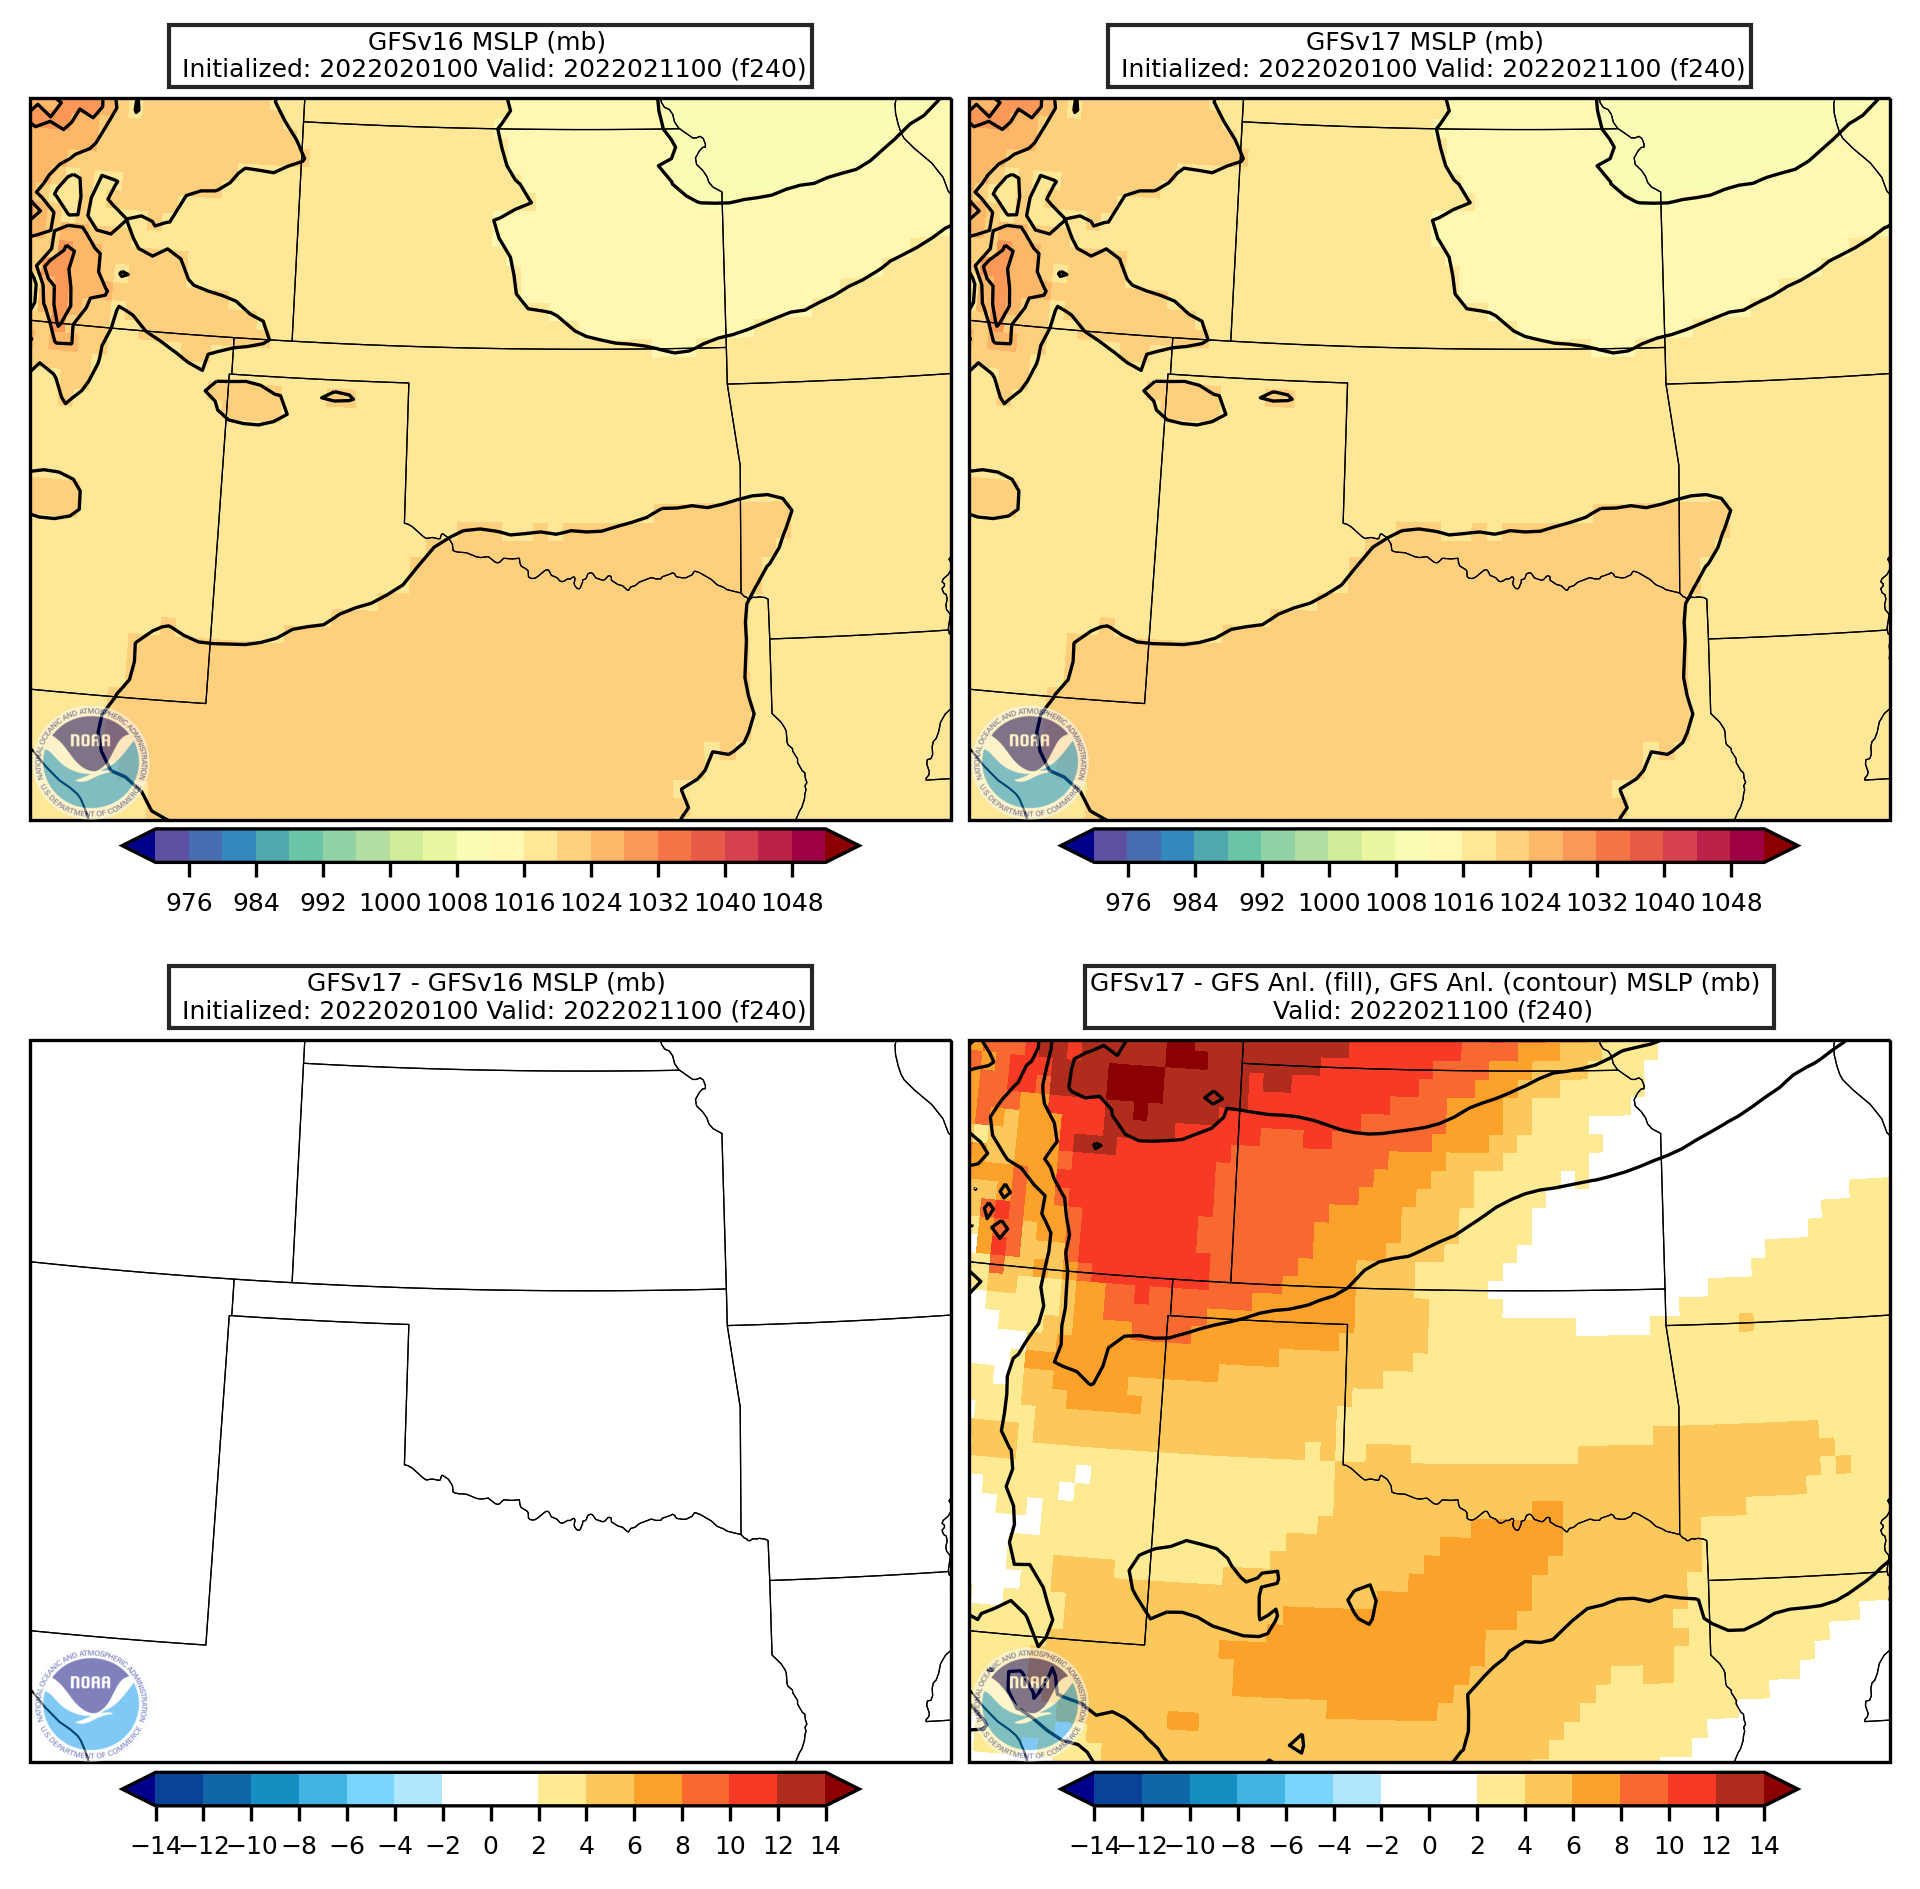 GFSv16 MSLP (mb)
Initialized: 2022020100 Valid: 2022021100 (f240)
GFSv17 MSLP (mb)
Initialized: 2022020100 Valid: 2022021100 (f240)
NATIONAL OCEANIC AND ATMOSPHERIC ADMINISTRATION
NOAA
U.S. DEPARTMENT OF COMMERCE
NATIONAL OCEANIC AND ATMOSPHERIC ADMINISTRATION
NOAA
U.S. DEPARTMENT OF COMMERCE
976 984 992 1000 1008 1016 1024 1032 1040 1048
976 984 992 1000 1008 1016 1024 1032 1040 1048
GFSv17 - GFSv16 MSLP (mb)
Initialized: 2022020100 Valid: 2022021100 (f240)
GFSv17 - GFS Anl. (fill), GFS Anl. (contour) MSLP (mb)
Valid: 2022021100 (f240)
NATIONAL OCEANIC AND ATMOSPHERIC ADMINISTRATION
NOAA
U.S. DEPARTMENT OF COMMERCE
NATIONAL OCEANIC AND ATMOSPHERIC ADMINISTRATION
NOAA
U.S. DEPARTMENT OF COMMERCE
−14 −12 −10 −8 −6 −4 −2 0 2 4 6 8 10 12 14
−14 −12 −10 −8 −6 −4 −2 0 2 4 6 8 10 12 14